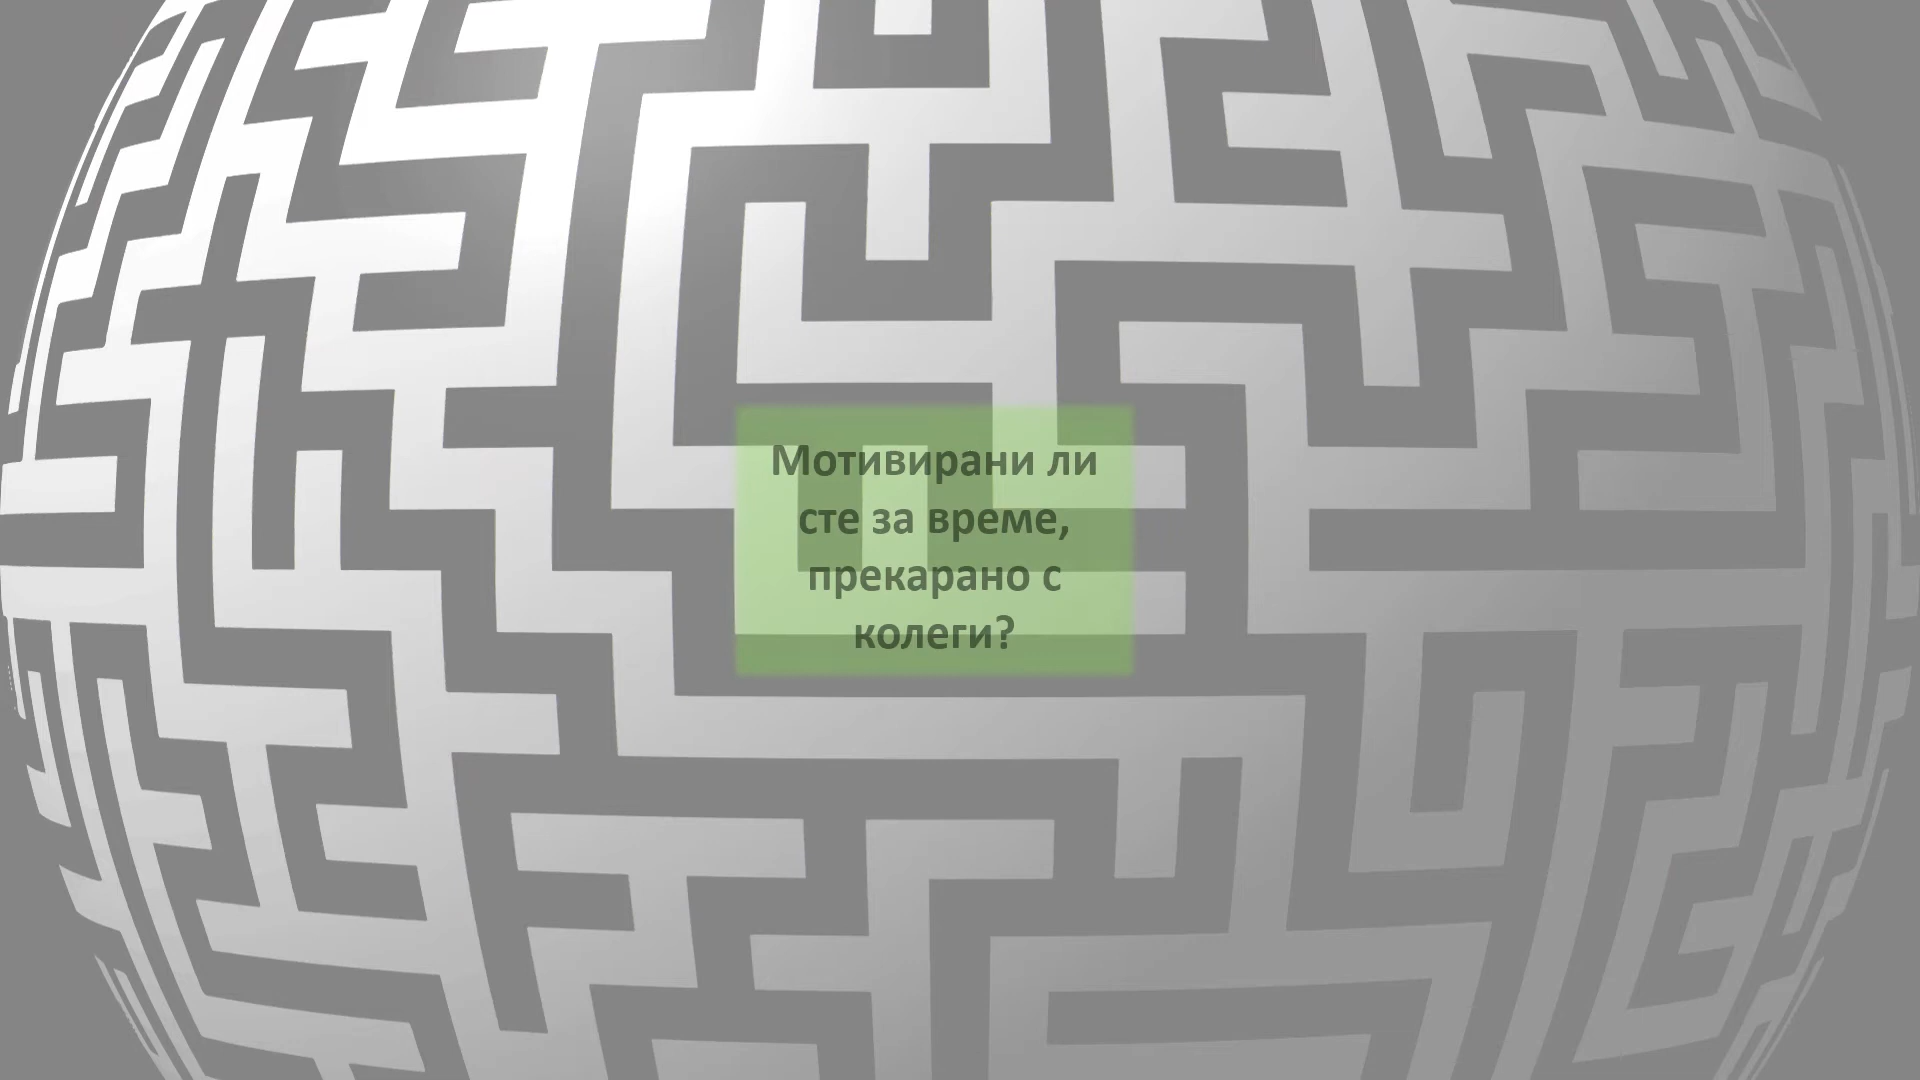 Мотивирани ли
сте за време,
прекарано с
колеги?